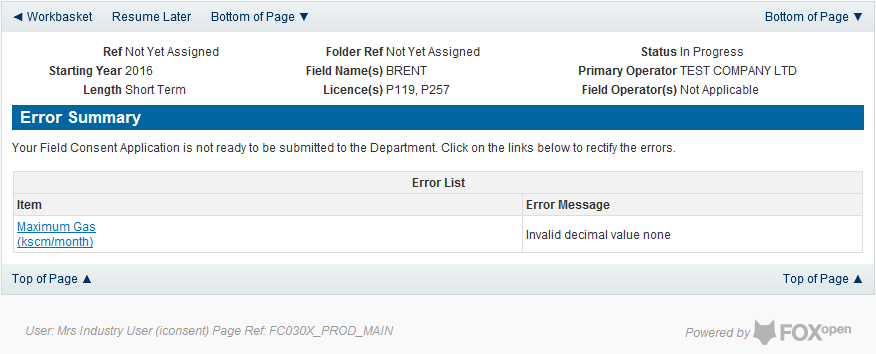 ◄ Workbasket Resume Later Bottom of Page ▼ Bottom of Page ▼
Ref Not Yet Assigned Folder Ref Not Yet Assigned Status In Progress
Starting Year 2016 Field Name(s) BRENT Primary Operator TEST COMPANY LTD
Length Short Term Licence(s) P119, P257 Field Operator(s) Not Applicable
Error Summary
Your Field Consent Application is not ready to be submitted to the Department. Click on the links below to rectify the errors.
Error List
Item Error Message
Maximum Gas
(kscm/month) Invalid decimal value none
Top of Page ▲ Top of Page ▲
User: Mrs Industry User (iconsent) Page Ref: FC030X_PROD_MAIN
Powered by FOXopen